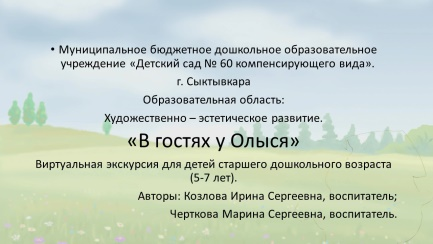 • Муниципальное бюджетное дошкольное образовательное
учреждение «Детский сад № 60 компенсирующего вида».
г. Сыктывкара
Образовательная область:
Художественно – эстетическое развитие.
«В гостях у Олыся»
Виртуальная экскурсия для детей старшего дошкольного возраста
(5-7 лет).
Авторы: Козлова Ирина Сергеевна, воспитатель;
Черткова Марина Сергеевна, воспитатель.